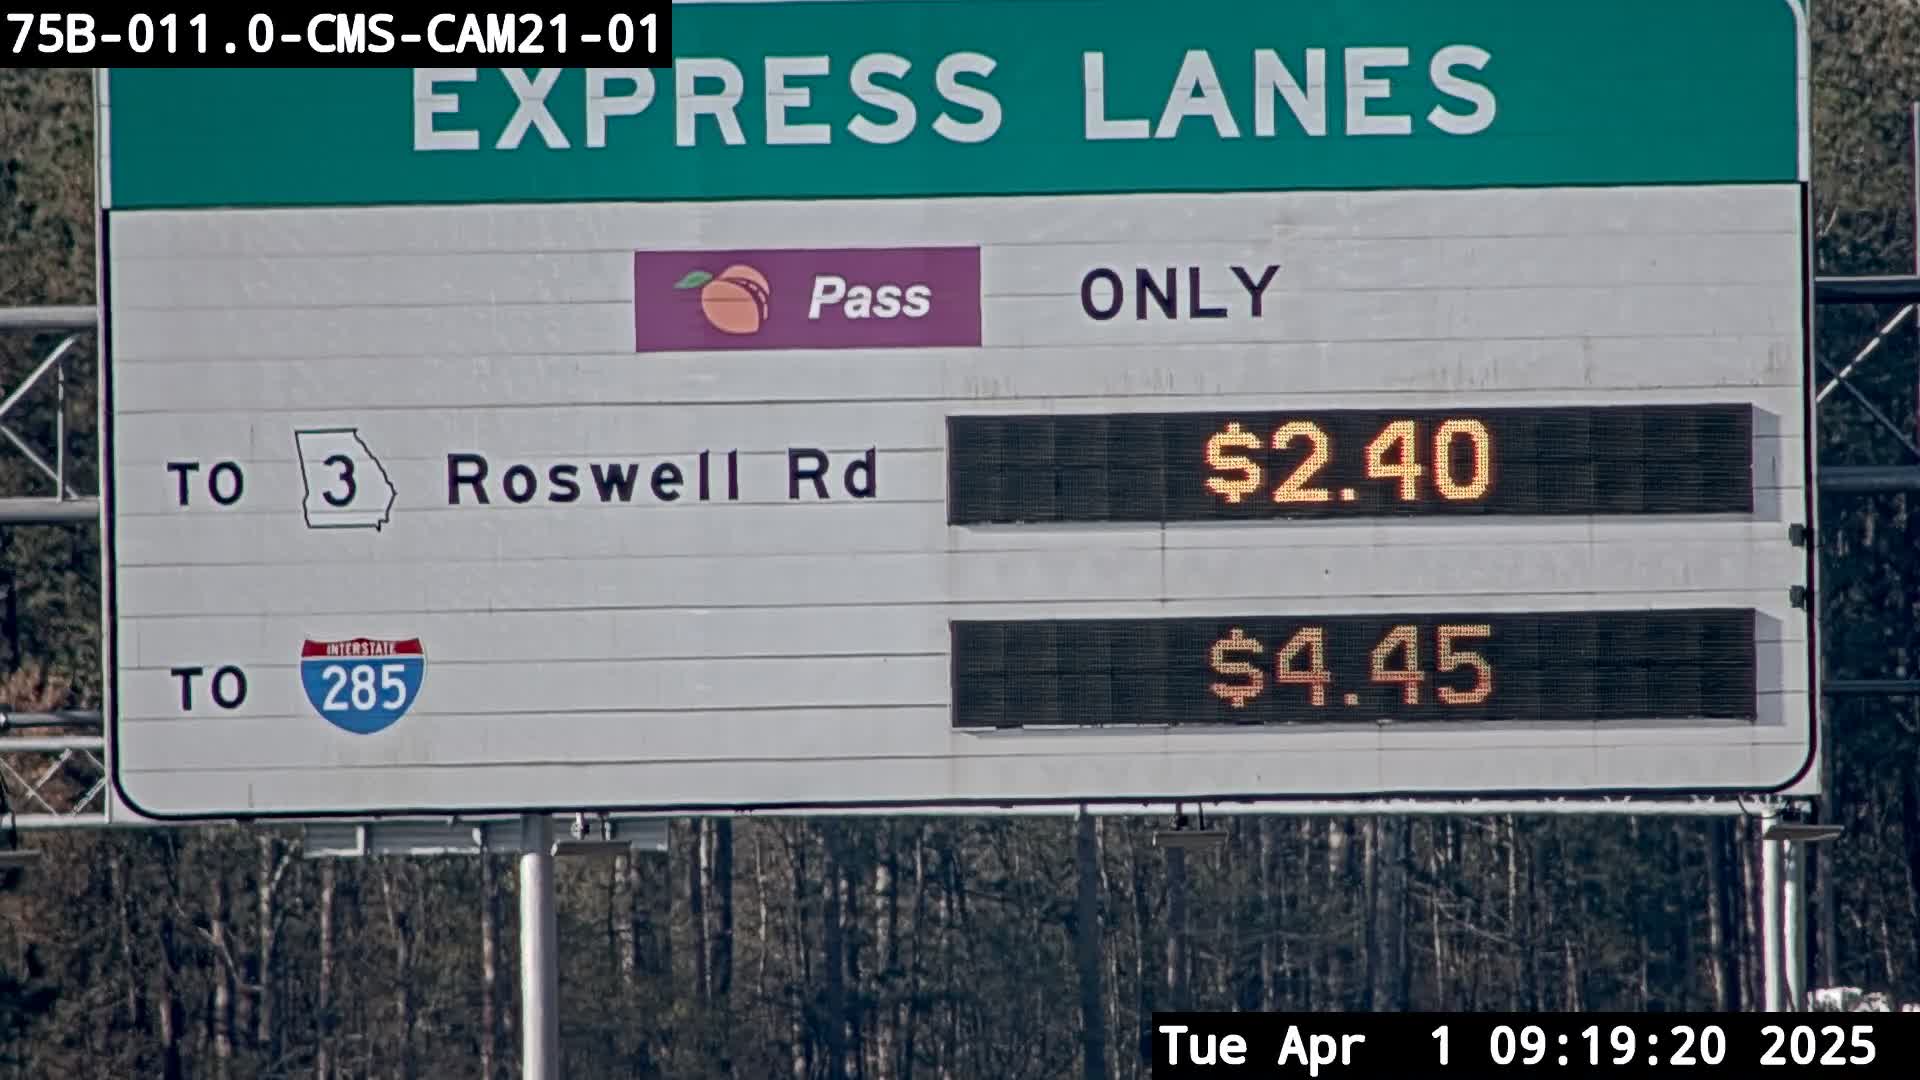 75B-011.0-CMS-CAM21-01
EXPRESS LANES
Pass ONLY
TO 3 Roswell Rd $2.40
INTERSTATE
TO 285 $4.45
Tue Apr 1 09:19:20 2025